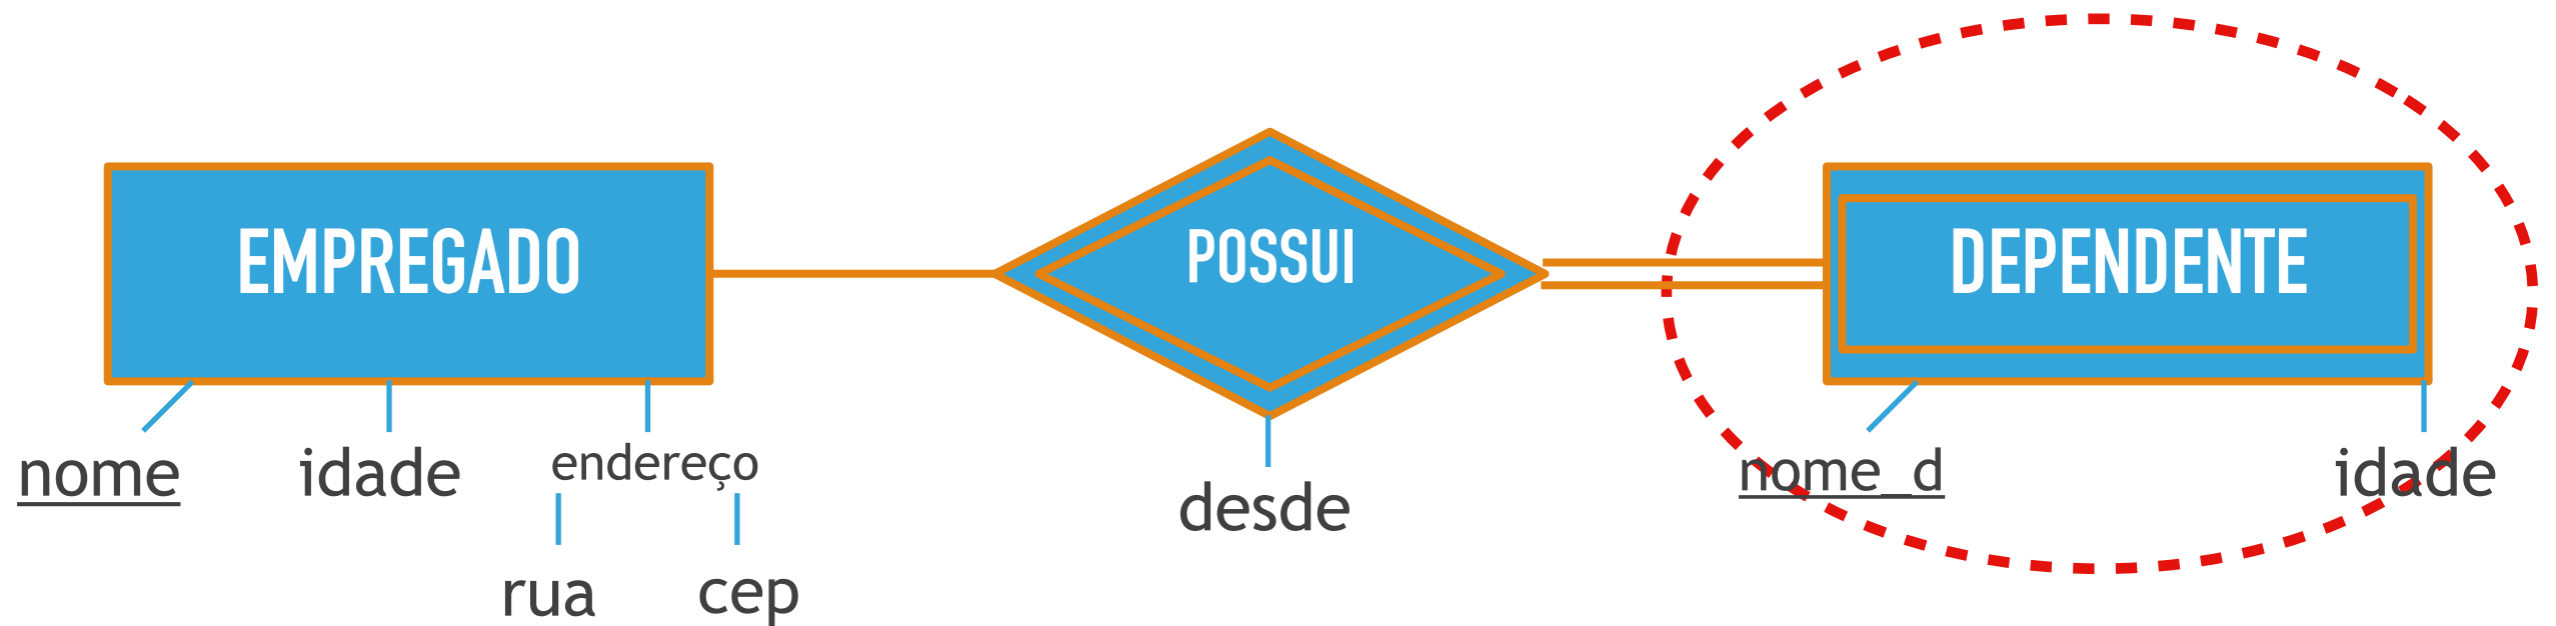 EMPREGADO
POSSUI
DEPENDENTE
nome
idade
endereço
rua
cep
desde
nome_d
idade